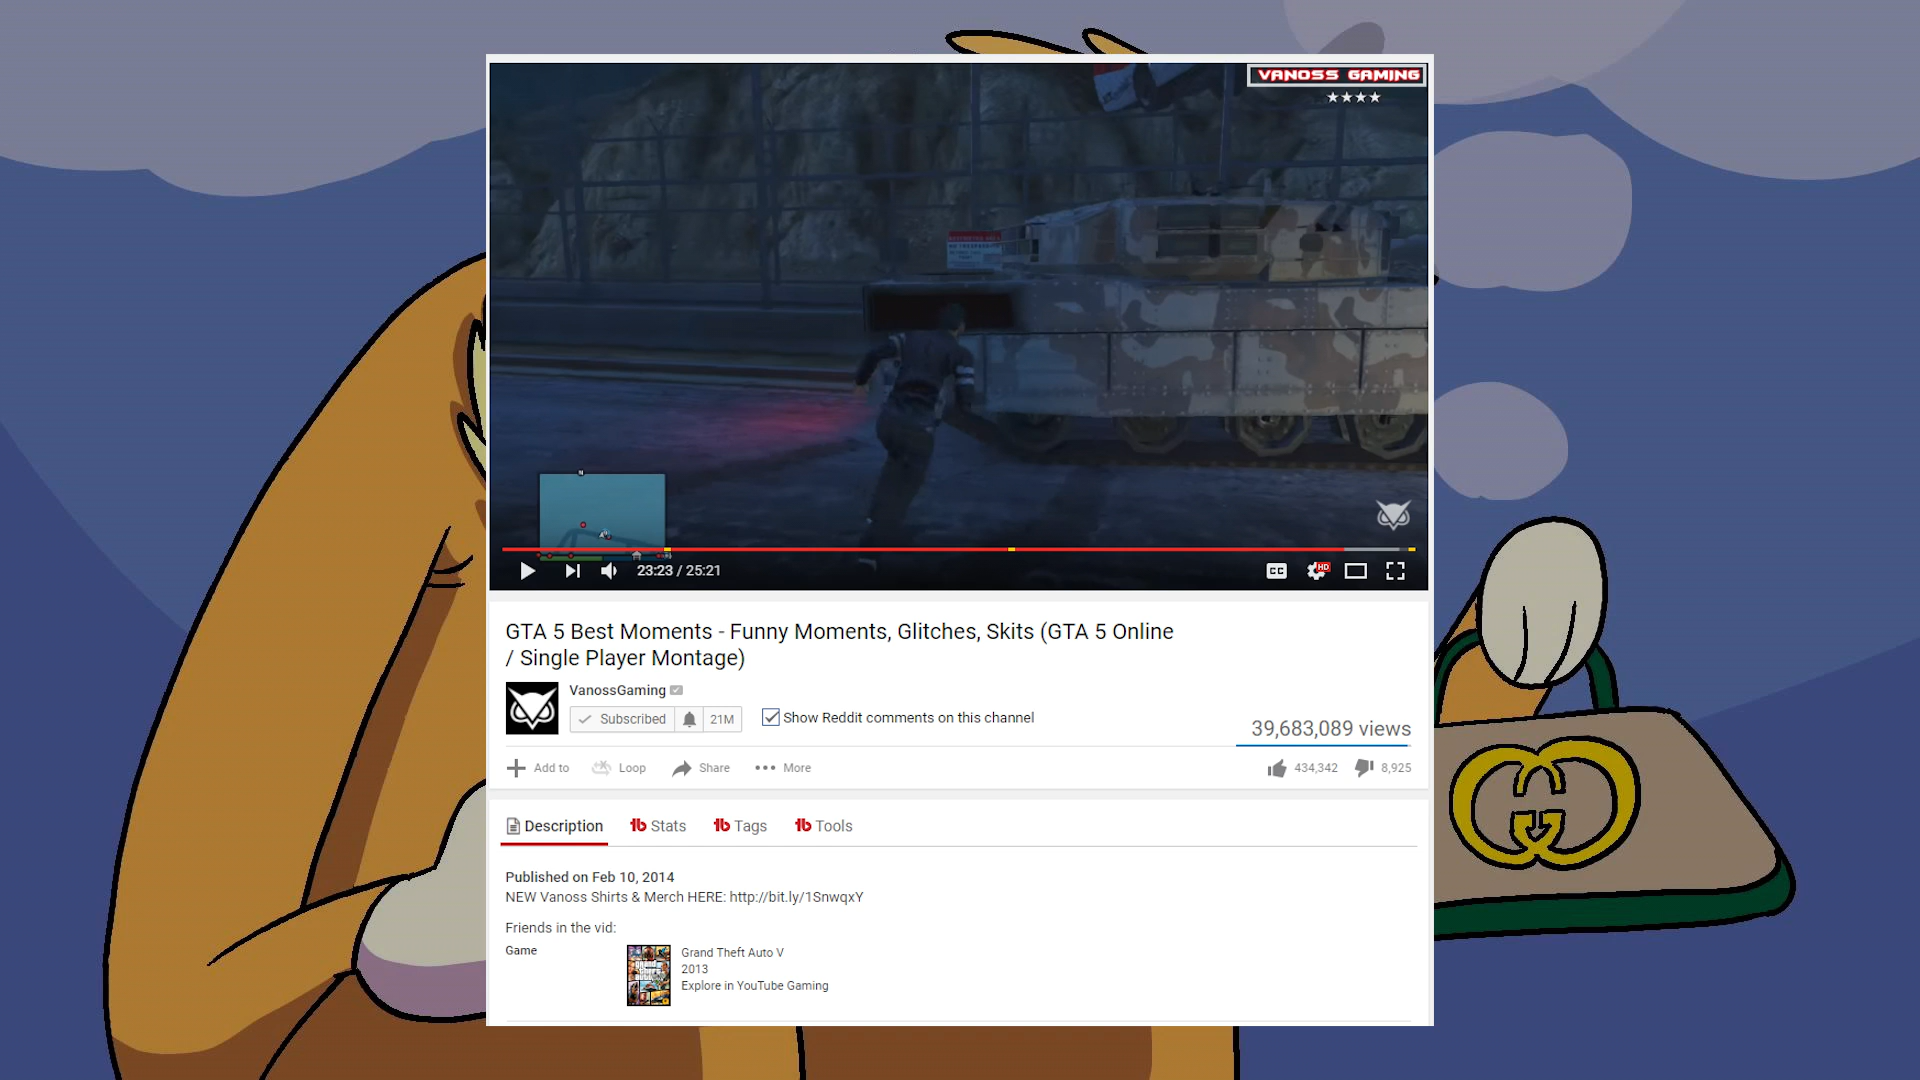 VANOSS GAMING
23:23 / 25:21
CC
HD
GTA 5 Best Moments - Funny Moments, Glitches, Skits (GTA 5 Online
/ Single Player Montage)
VanossGaming
Subscribed 21M
Show Reddit comments on this channel
39,683,089 views
Add to Loop Share More
434,342 8,925
Description Stats Tags Tools
Published on Feb 10, 2014
NEW Vanoss Shirts & Merch HERE: http://bit.ly/1SnwqxY
Friends in the vid:
Game
Grand Theft Auto V
2013
Explore in YouTube Gaming